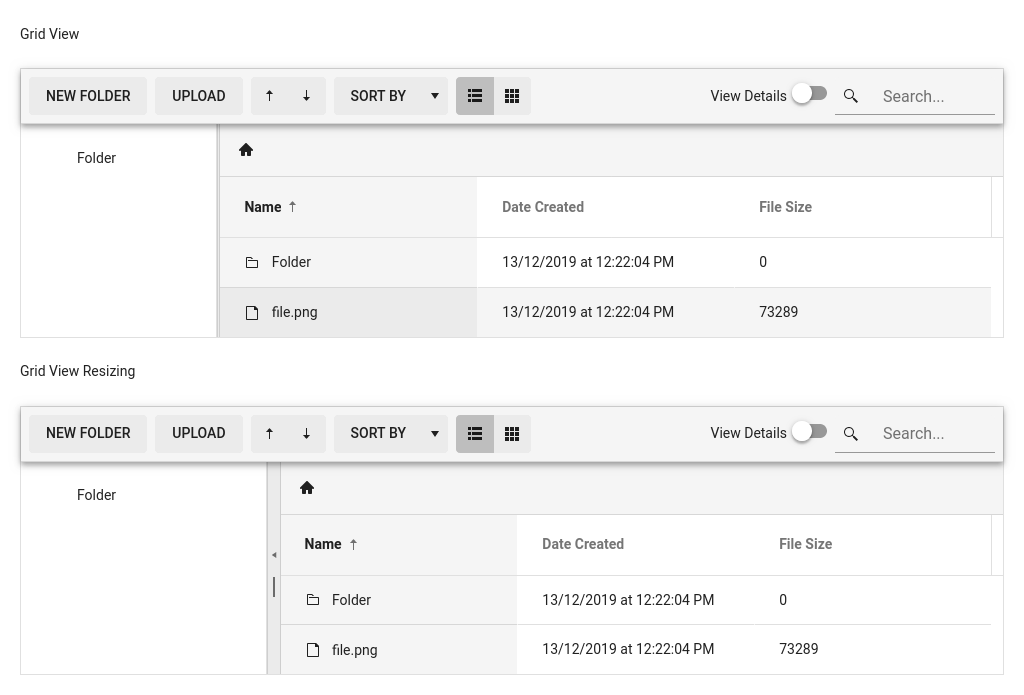 Grid View
NEW FOLDER UPLOAD SORT BY View Details Search...
Folder
Name Date Created File Size
Folder 13/12/2019 at 12:22:04 PM 0
file.png 13/12/2019 at 12:22:04 PM 73289
Grid View Resizing
NEW FOLDER UPLOAD SORT BY View Details Search...
Folder
Name Date Created File Size
Folder 13/12/2019 at 12:22:04 PM 0
file.png 13/12/2019 at 12:22:04 PM 73289